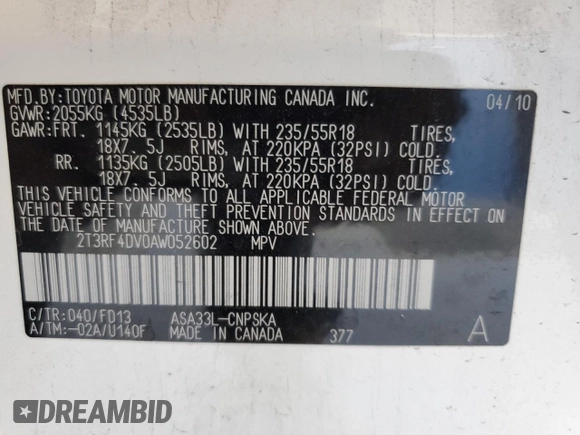 MFD.BY:TOYOTA MOTOR MANUFACTURING CANADA INC. 04/10
GVWR:2055KG (4535LB)
GAWR:FRT. 1145KG (2535LB) WITH 235/55R18 TIRES,
18X7. 5J RIMS, AT 220KPA (32PSI) COLD.
RR. 1135KG (2505LB) WITH 235/55R18 TIRES,
18X7. 5J RIMS, AT 220KPA (32PSI) COLD.
THIS VEHICLE CONFORMS TO ALL APPLICABLE FEDERAL MOTOR
VEHICLE SAFETY AND THEFT PREVENTION STANDARDS IN EFFECT ON
THE DATE OF MANUFACTURE SHOWN ABOVE.
2T3RF4DV0AW052602 MPV
C/TR:040/FD13 ASA33L-CNPSKA
A/TM:-02A/U140F MADE IN CANADA 377 A
DREAMBID